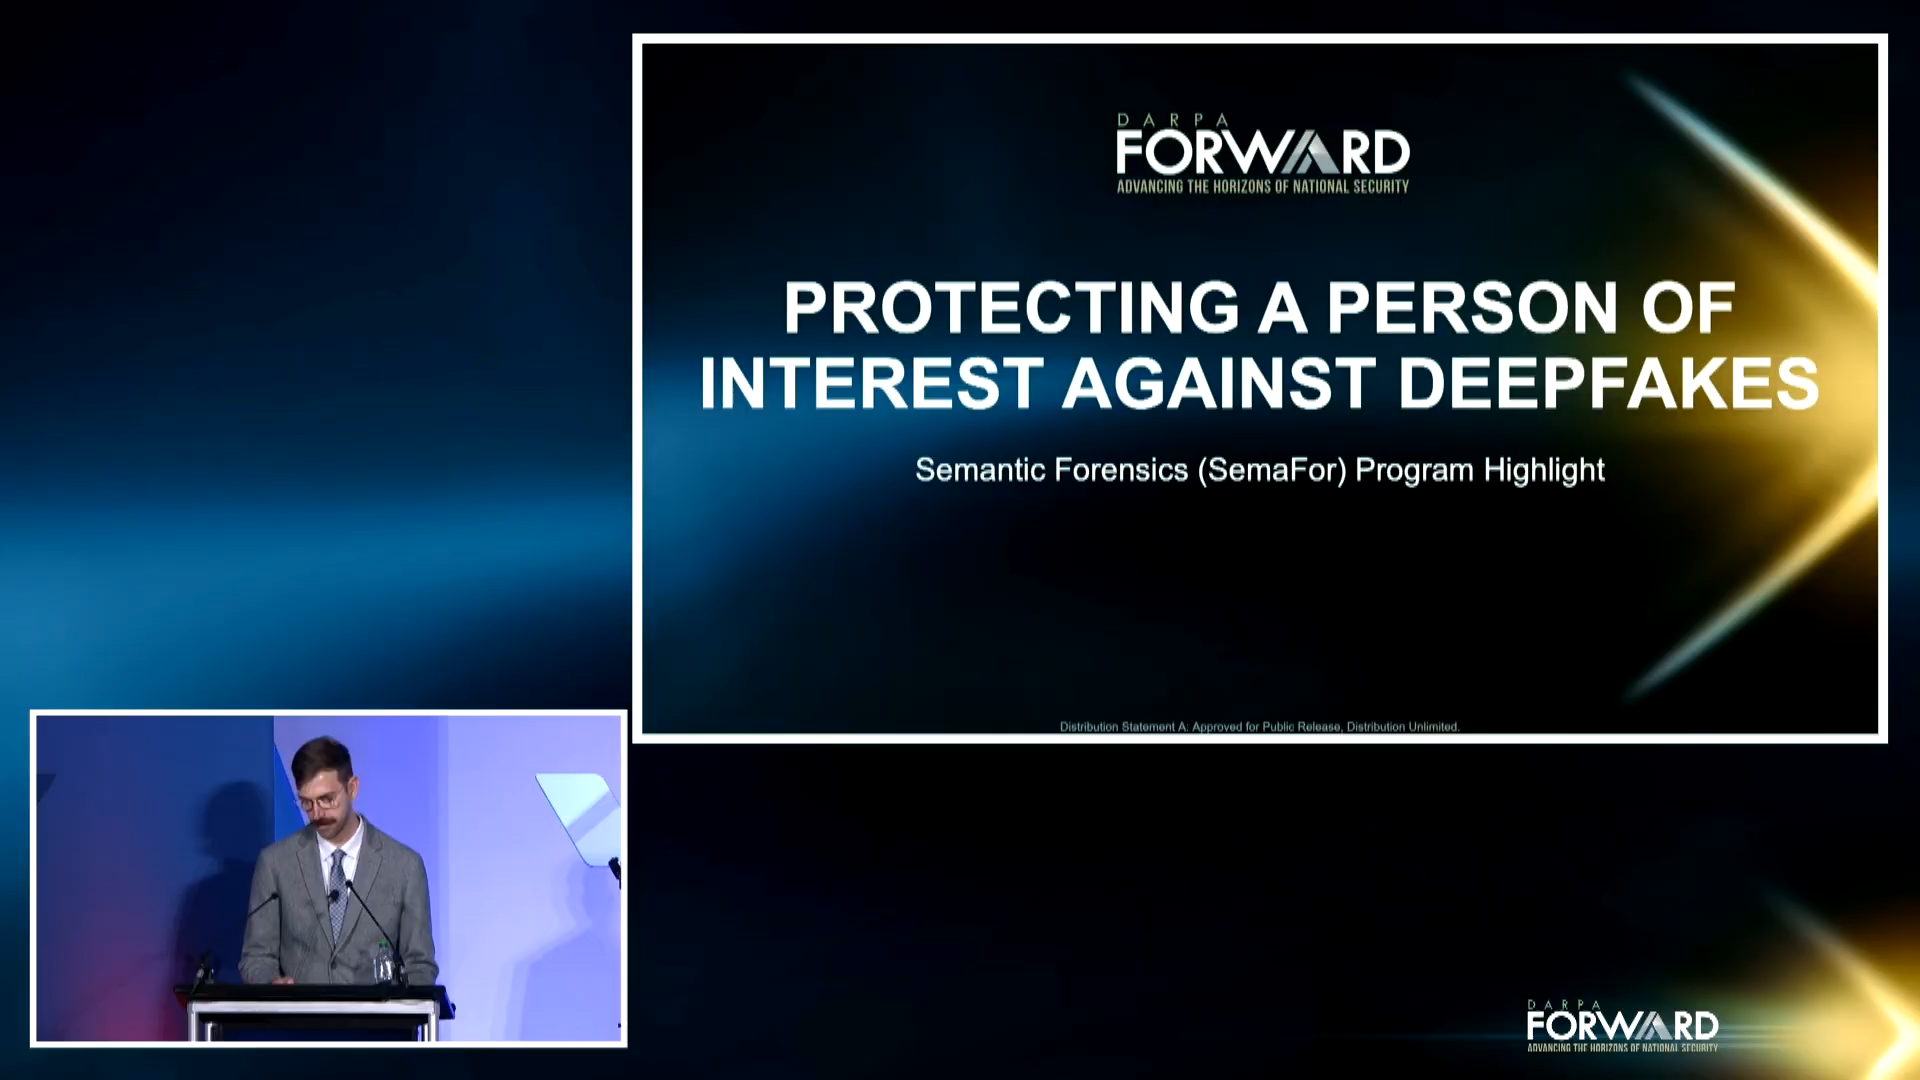 DARPA
FORWARD
ADVANCING THE HORIZONS OF NATIONAL SECURITY
PROTECTING A PERSON OF
INTEREST AGAINST DEEPFAKES
Semantic Forensics (SemaFor) Program Highlight
Distribution Statement A: Approved for Public Release, Distribution Unlimited.
DARPA
FORWARD
ADVANCING THE HORIZONS OF NATIONAL SECURITY